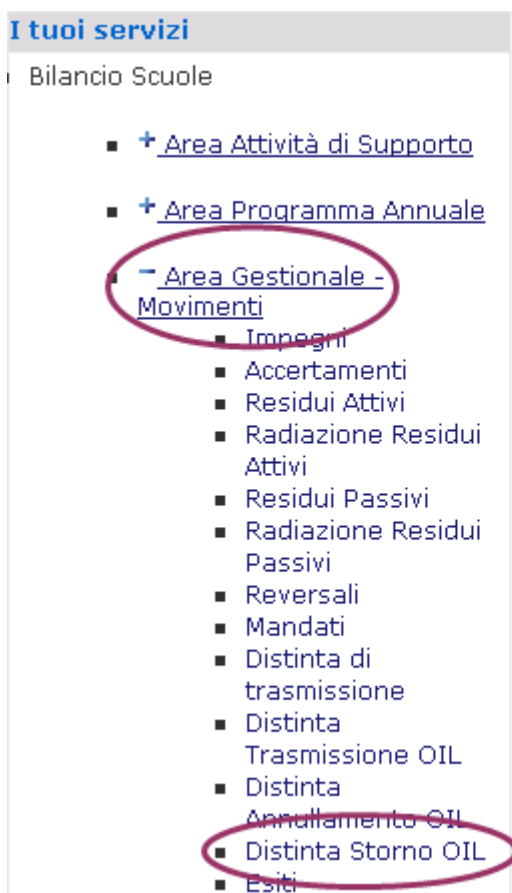 I tuoi servizi
Bilancio Scuole
+ Area Attività di Supporto
+ Area Programma Annuale
- Area Gestionale -
Movimenti
Impegni
Accertamenti
Residui Attivi
Radiazione Residui
Attivi
Residui Passivi
Radiazione Residui
Passivi
Reversali
Mandati
Distinta di
trasmissione
Distinta
Trasmissione OIL
Distinta
Annullamento OIL
Distinta Storno OIL
Esiti